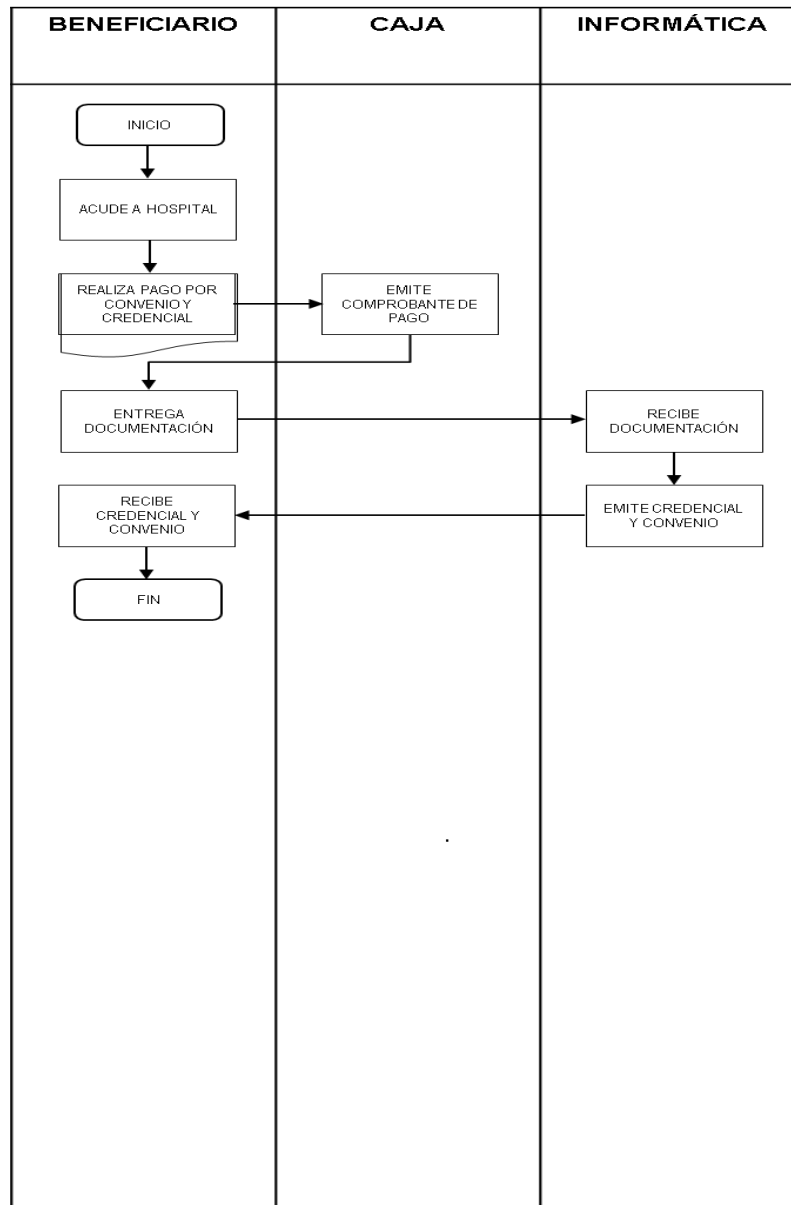 BENEFICIARIO
CAJA
INFORMÁTICA
INICIO
ACUDE A HOSPITAL
REALIZA PAGO POR
CONVENIO Y
CREDENCIAL
EMITE
COMPROBANTE DE
PAGO
ENTREGA
DOCUMENTACIÓN
RECIBE
DOCUMENTACIÓN
EMITE CREDENCIAL
Y CONVENIO
RECIBE
CREDENCIAL Y
CONVENIO
FIN